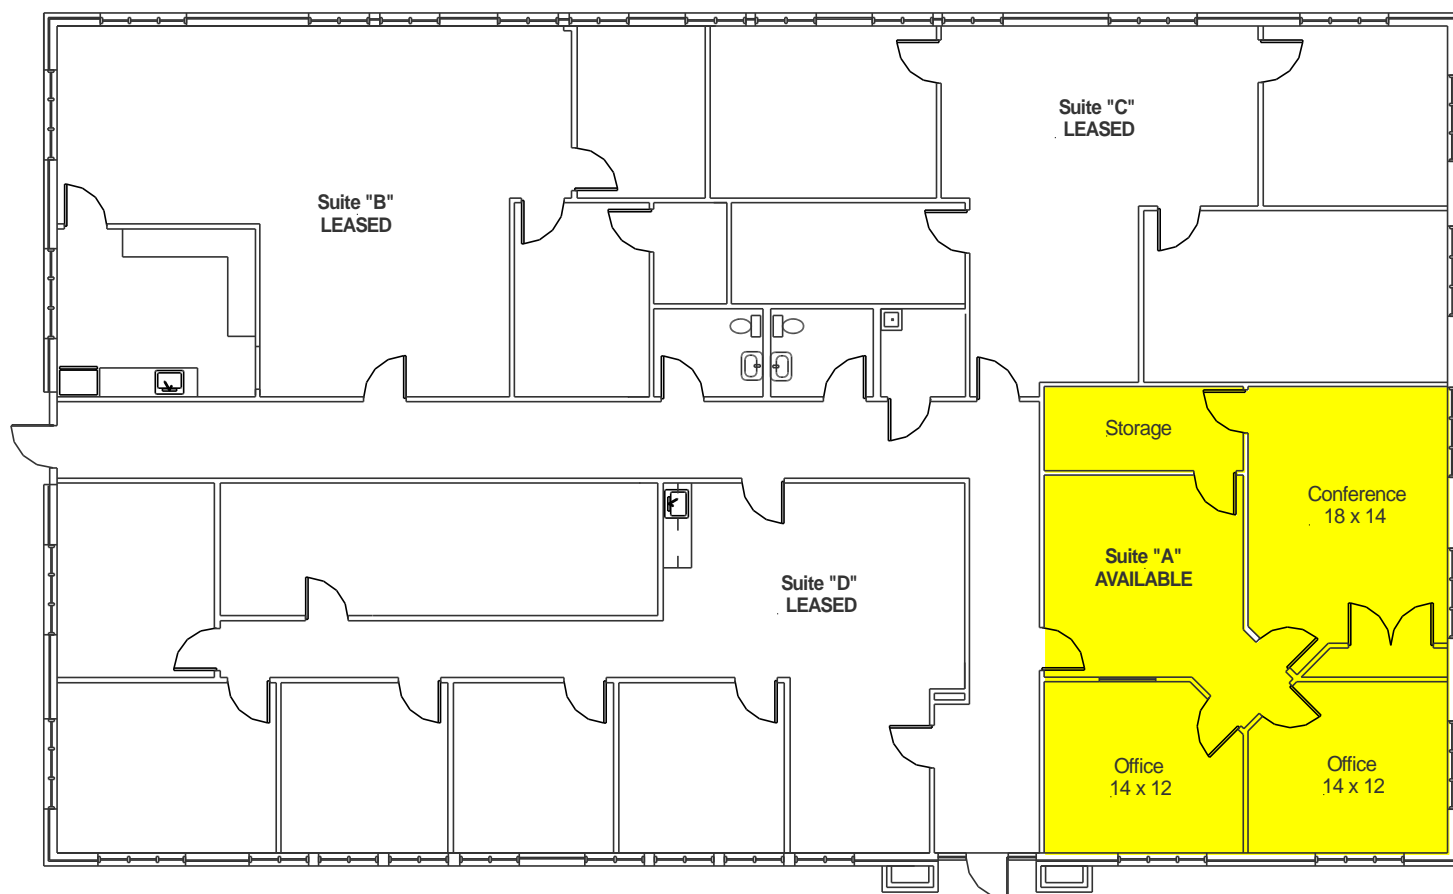 Suite "C"
LEASED
Suite "B"
LEASED
Storage
Conference
18 x 14
Suite "A"
AVAILABLE
Suite "D"
LEASED
Office
14 x 12
Office
14 x 12